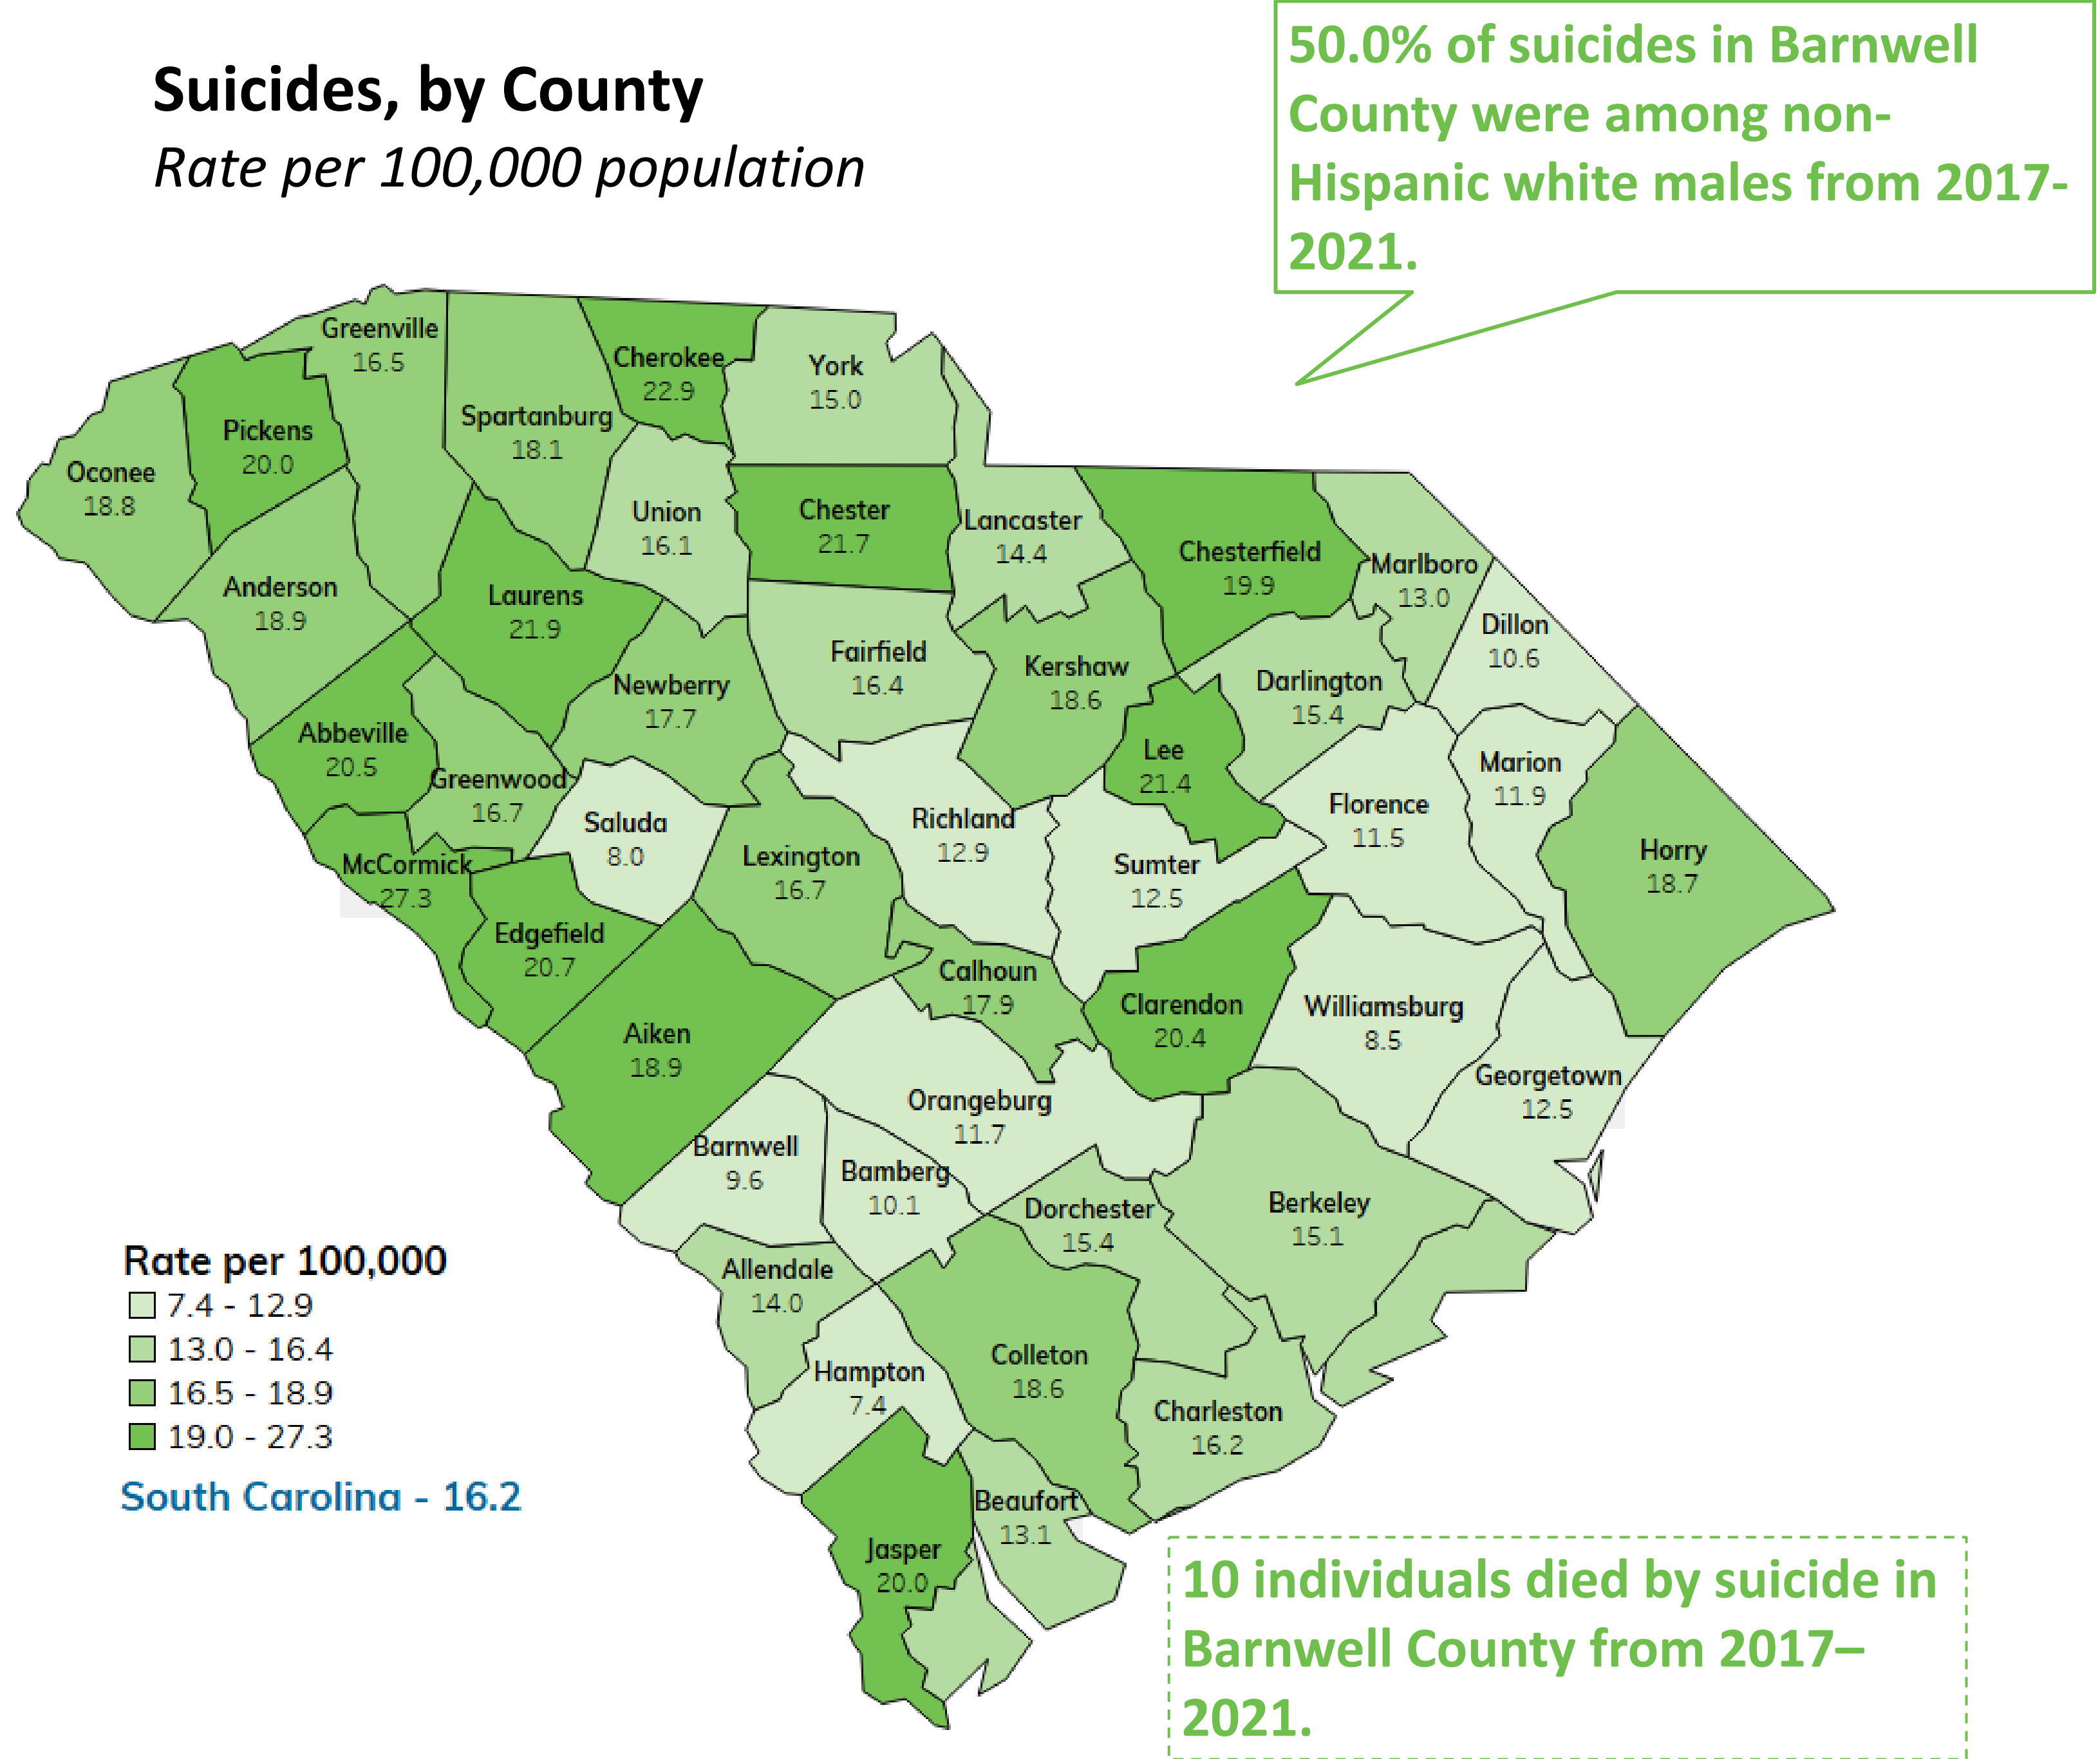 Suicides, by County
Rate per 100,000 population
50.0% of suicides in Barnwell
County were among non-
Hispanic white males from 2017-
2021.
Greenville
16.5
Cherokee
22.9
York
15.0
Spartanburg
18.1
Pickens
20.0
Oconee
18.8
Union
16.1
Chester
21.7
Lancaster
14.4
Chesterfield
19.9
Marlboro
13.0
Anderson
18.9
Laurens
21.9
Dillon
10.6
Fairfield
16.4
Kershaw
18.6
Darlington
15.4
Newberry
17.7
Abbeville
20.5
Greenwood
16.7
Lee
21.4
Marion
11.9
Saluda
8.0
Richland
12.9
Florence
11.5
McCormick
27.3
Lexington
16.7
Sumter
12.5
Horry
18.7
Edgefield
20.7
Calhoun
17.9
Clarendon
20.4
Williamsburg
8.5
Aiken
18.9
Georgetown
12.5
Orangeburg
11.7
Barnwell
9.6
Bamberg
10.1
Dorchester
15.4
Berkeley
15.1
Allendale
14.0
Hampton
7.4
Colleton
18.6
Charleston
16.2
Beaufort
13.1
Jasper
20.0
Rate per 100,000
7.4 - 12.9
13.0 - 16.4
16.5 - 18.9
19.0 - 27.3
South Carolina - 16.2
10 individuals died by suicide in
Barnwell County from 2017–
2021.